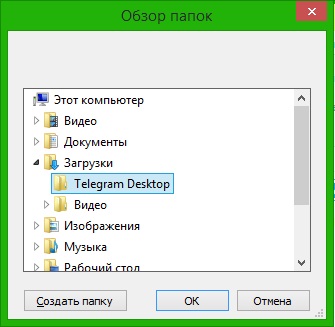 Обзор папок
Этот компьютер
Видео
Документы
Загрузки
Telegram Desktop
Видео
Изображения
Музыка
Рабочий стол
Создать папку
OK
Отмена